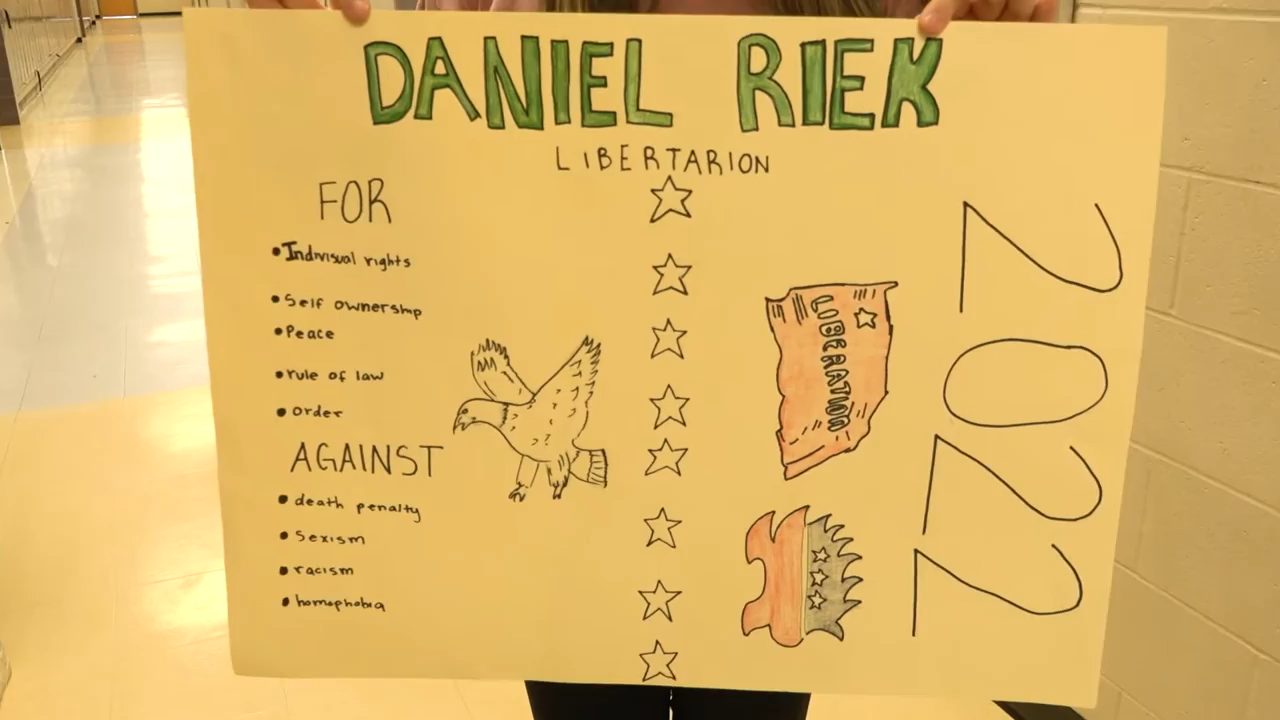 DANIEL RIEK
LIBERTARION
FOR
• Indivisual rights
• Self ownership
• Peace
• rule of law
• order
AGAINST
• death penalty
• sexism
• racism
• homophobia
LIBERATION
2022